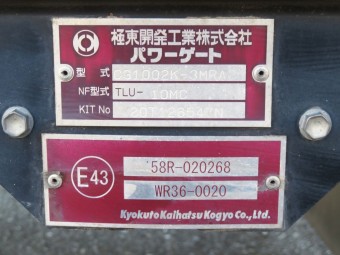 極東開発工業株式会社
パワーゲート
型式
NF型式 TLU- 10MC
KIT No
E43
58R-020268
WR36-0020
Kyokuto Kaihatsu Kogyo Co., Ltd.